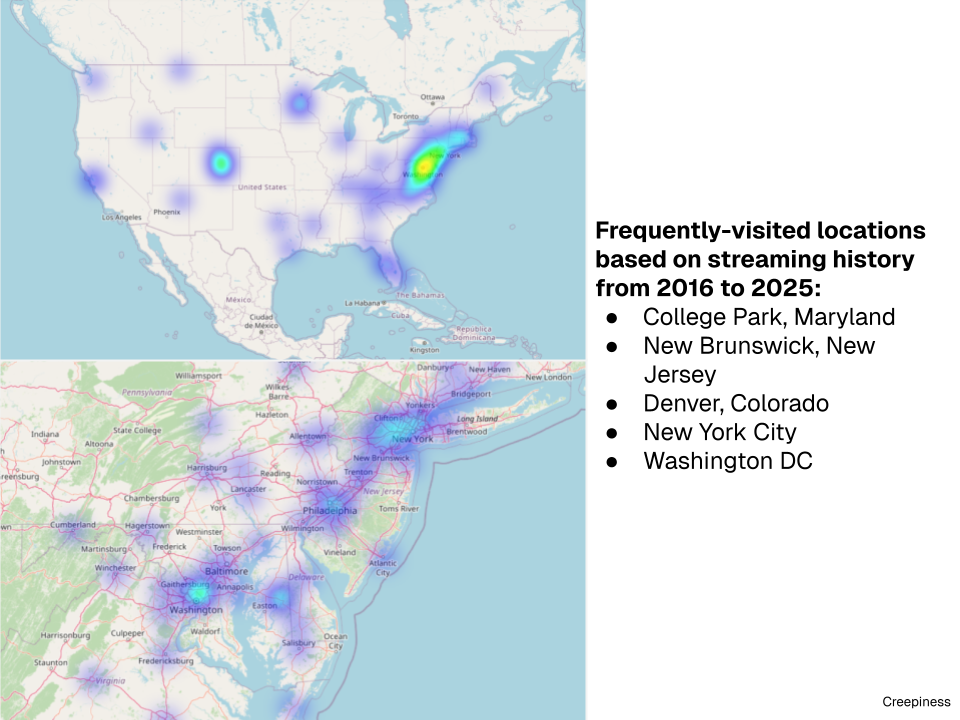 Ottawa
Toronto
New York
Washington
United States
Los Angeles
Phoenix
México
Ciudad
de México
La Habana
Cuba
The Bahamas
República
Dominicana
Kingston
Frequently-visited locations
based on streaming history
from 2016 to 2025:
● College Park, Maryland
● New Brunswick, New
Jersey
● Denver, Colorado
● New York City
● Washington DC
Williamsport
Danbury
New Haven
New London
Wilkes-
Barre
Bridgeport
Pennsylvania
Yonkers
Hazleton
Clifton
Long Island
Indiana
State College
Allentown
New York
Brentwood
Altoona
New Brunswick
Johnstown
Harrisburg
Reading
Trenton
reensburg
Lancaster
Norristown
New Jersey
Chambersburg
York
Philadelphia
Toms River
Cumberland
Hagerstown
Wilmington
Westminster
Martinsburg
Frederick
Towson
Vineland
Winchester
Baltimore
Atlantic
City
Gaithersburg
Annapolis
Delaware
Washington
Easton
Harrisonburg
Culpeper
Waldorf
Ocean
City
Salisbury
Staunton
Fredericksburg
Virginia
Creepiness